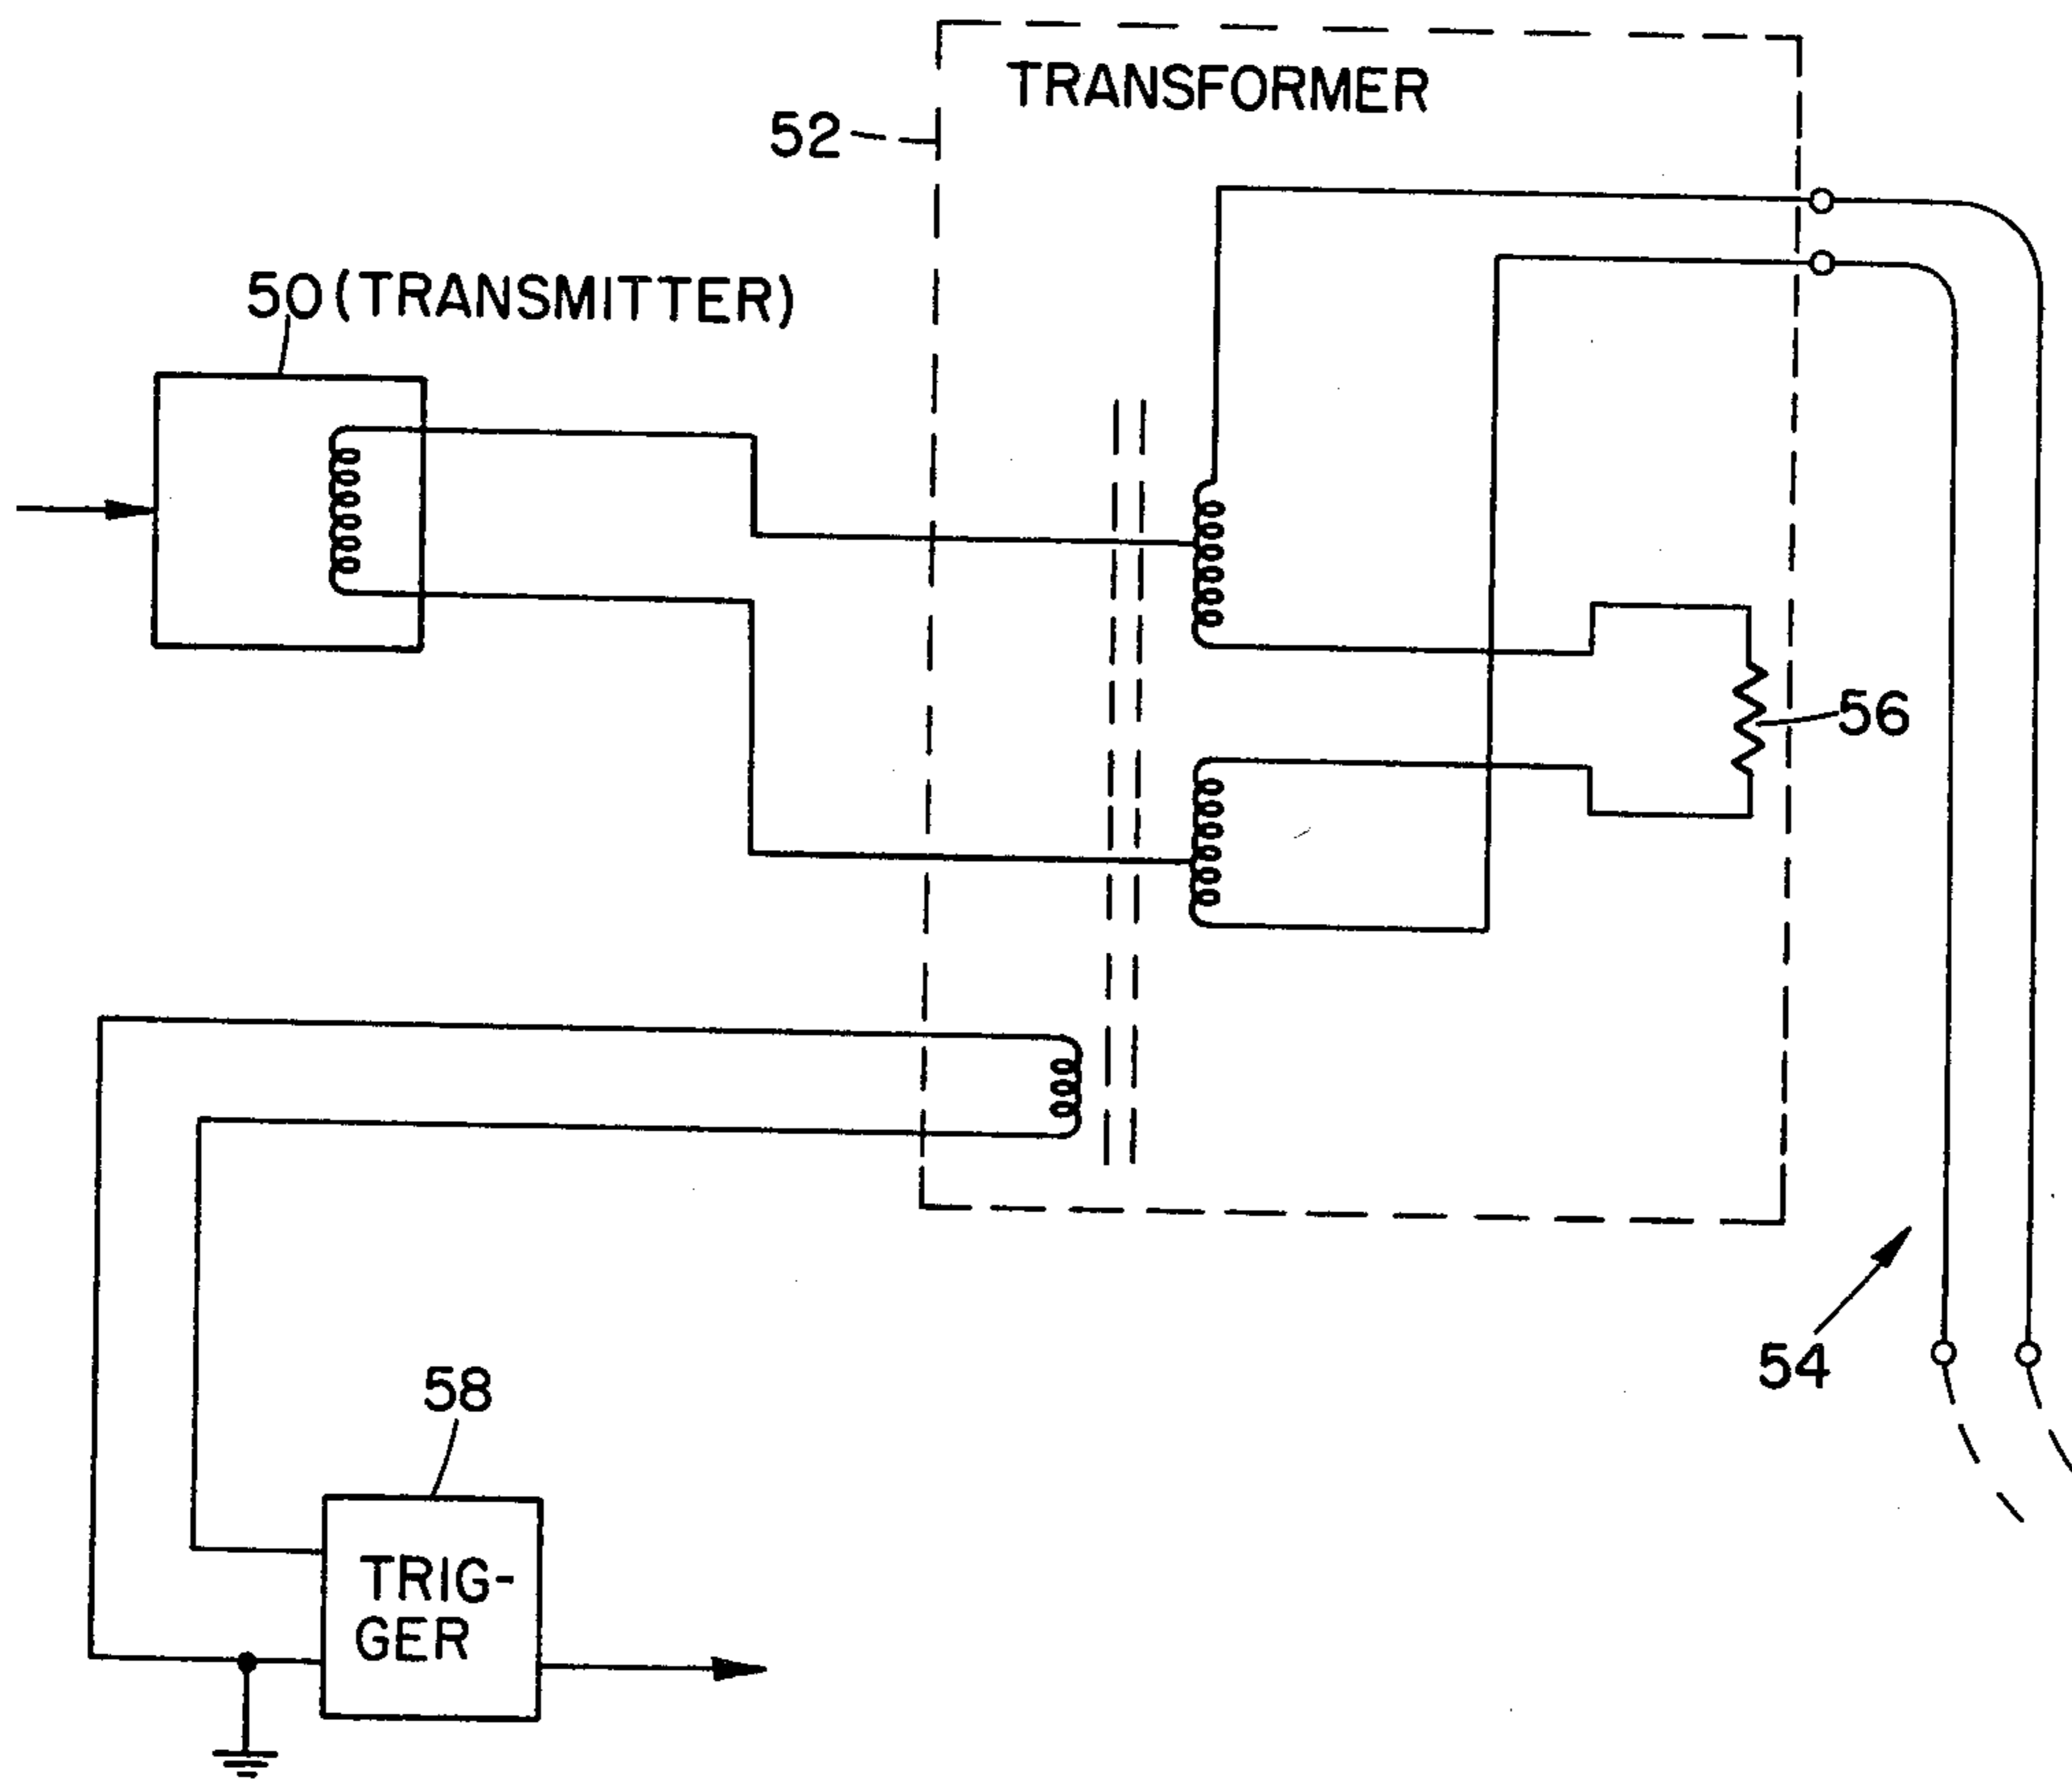 TRANSFORMER
52
50 (TRANSMITTER)
56
54
58
TRIG-
GER